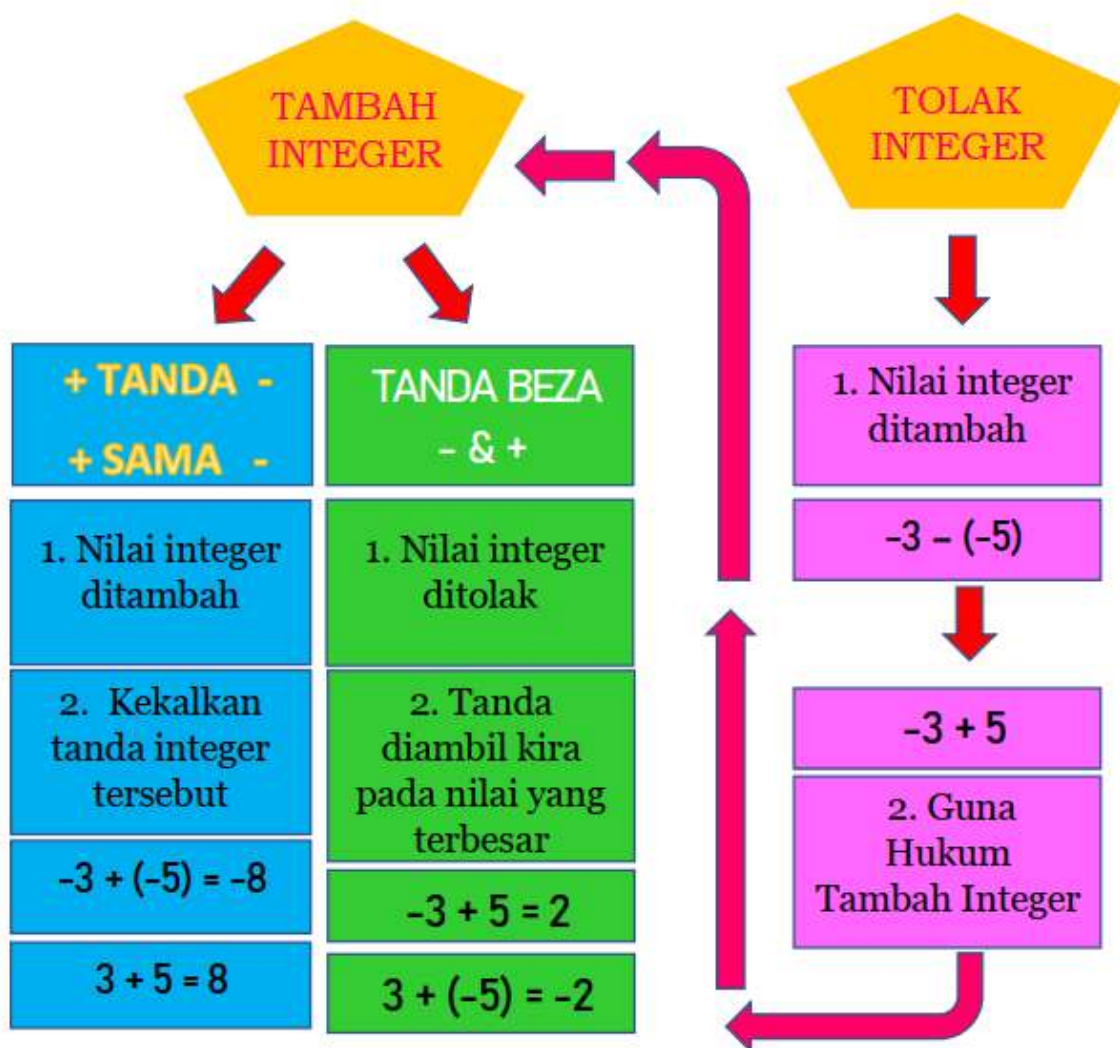 TAMBAH
INTEGER
TOLAK
INTEGER
+ TANDA -
+ SAMA -
1. Nilai integer
ditambah
2. Kekalkan
tanda integer
tersebut
-3 + (-5) = -8
3 + 5 = 8
TANDA BEZA
- & +
1. Nilai integer
ditolak
2. Tanda
diambil kira
pada nilai yang
terbesar
-3 + 5 = 2
3 + (-5) = -2
1. Nilai integer
ditambah
-3 – (-5)
-3 + 5
2. Guna
Hukum
Tambah Integer